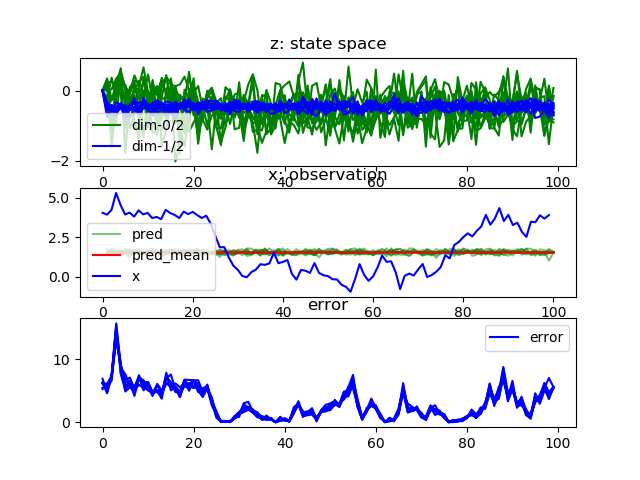 z: state space
0
−2
dim-0/2
dim-1/2
0 20 40 60 80 100
x: observation
5.0
2.5
0.0
pred
pred_mean
x
0 20 40 60 80 100
error
10
0
error
0 20 40 60 80 100